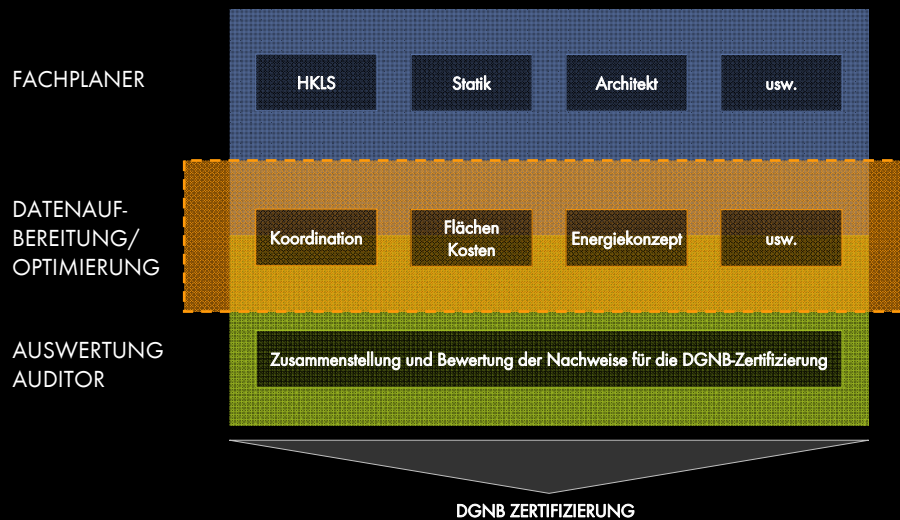 FACHPLANER
HKLS
Statik
Architekt
usw.
DATENAUF-
BEREITUNG/
OPTIMIERUNG
Koordination
Flächen
Kosten
Energiekonzept
usw.
AUSWERTUNG
AUDITOR
Zusammenstellung und Bewertung der Nachweise für die DGNB-Zertifizierung
DGNB ZERTIFIZIERUNG